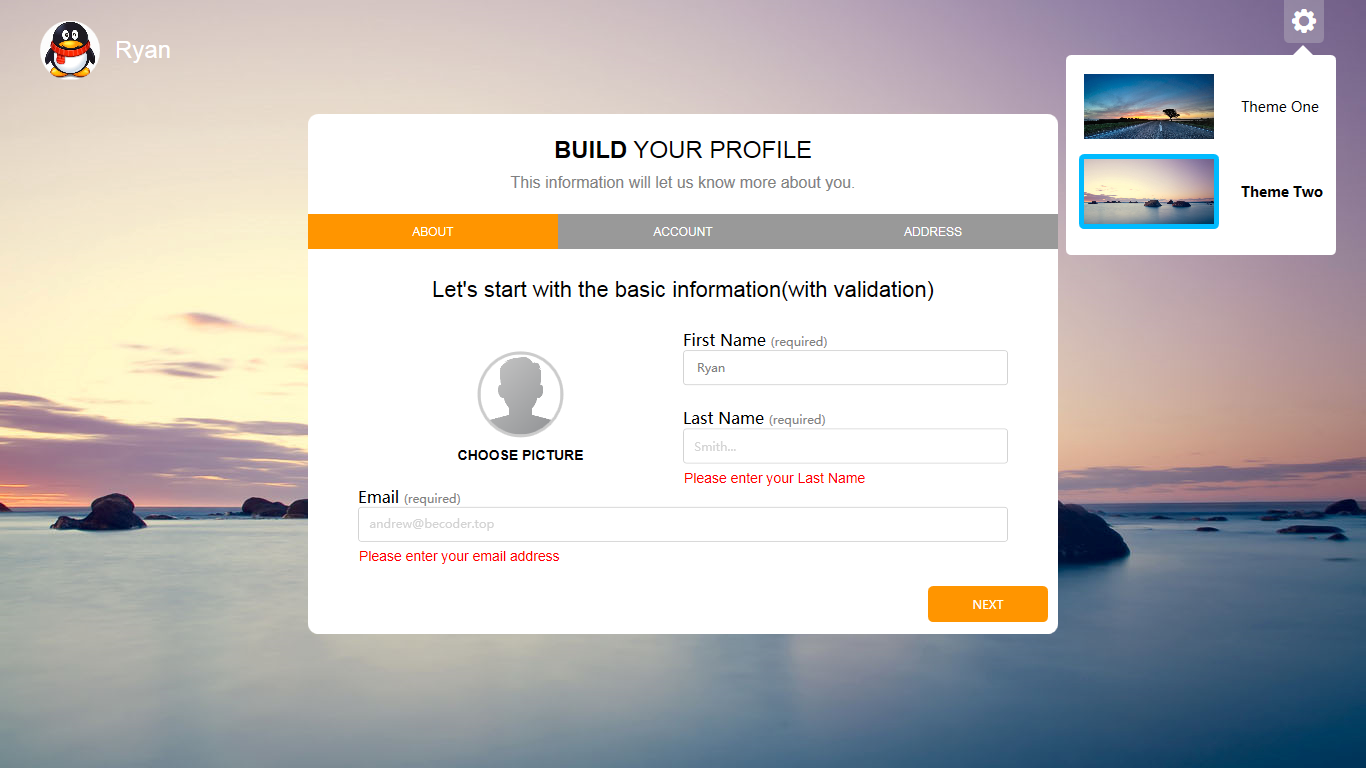 Ryan
Theme One
Theme Two
BUILD YOUR PROFILE
This information will let us know more about you.
ABOUT ACCOUNT ADDRESS
Let's start with the basic information(with validation)
First Name (required)
Ryan
Last Name (required)
Smith...
Please enter your Last Name
CHOOSE PICTURE
Email (required)
andrew@becoder.top
Please enter your email address
NEXT